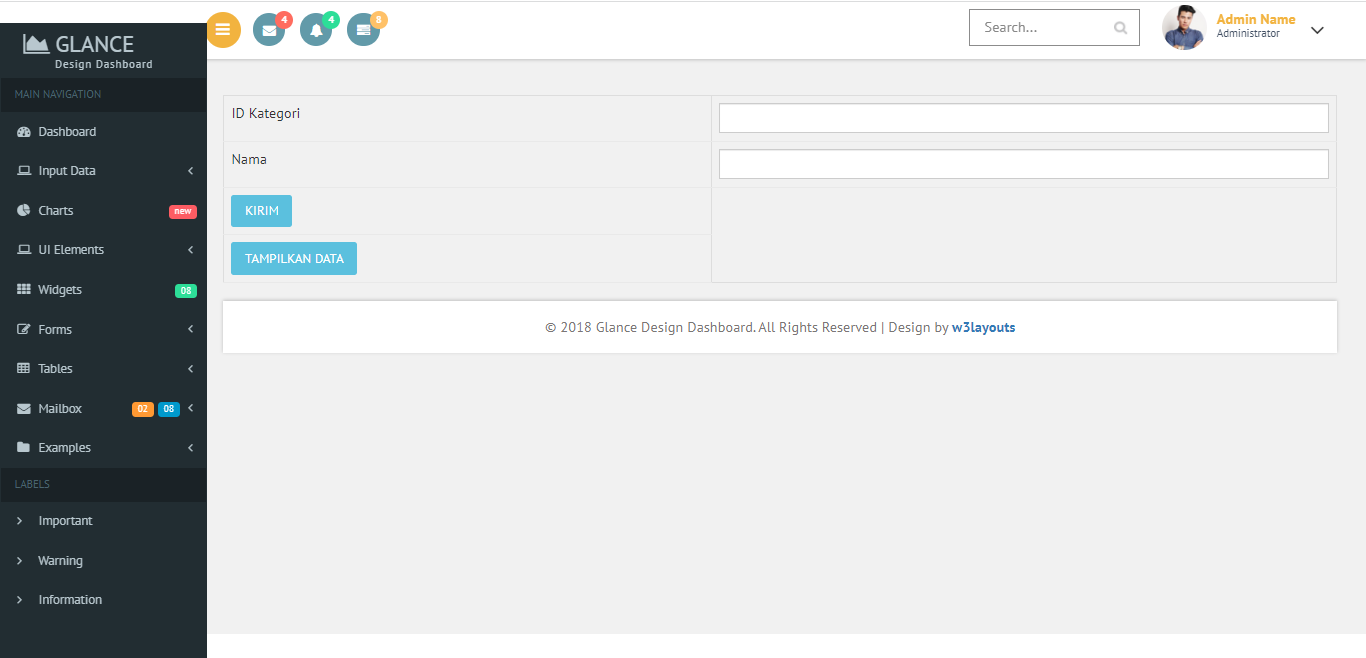 GLANCE
Design Dashboard
MAIN NAVIGATION
Dashboard
Input Data
Charts
new
UI Elements
Widgets
08
Forms
Tables
Mailbox
02 08
Examples
LABELS
Important
Warning
Information
4
4
8
Search...
Admin Name
Administrator
ID Kategori
Nama
KIRIM
TAMPILKAN DATA
© 2018 Glance Design Dashboard. All Rights Reserved | Design by w3layouts